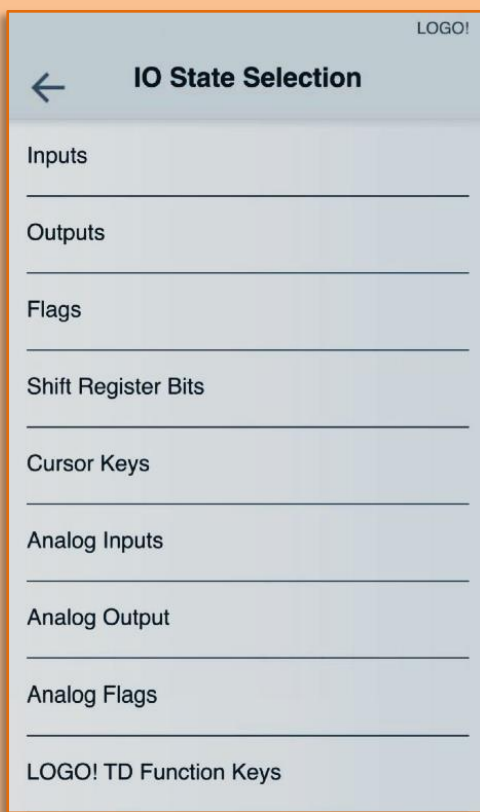 LOGO!
IO State Selection
Inputs
Outputs
Flags
Shift Register Bits
Cursor Keys
Analog Inputs
Analog Output
Analog Flags
LOGO! TD Function Keys